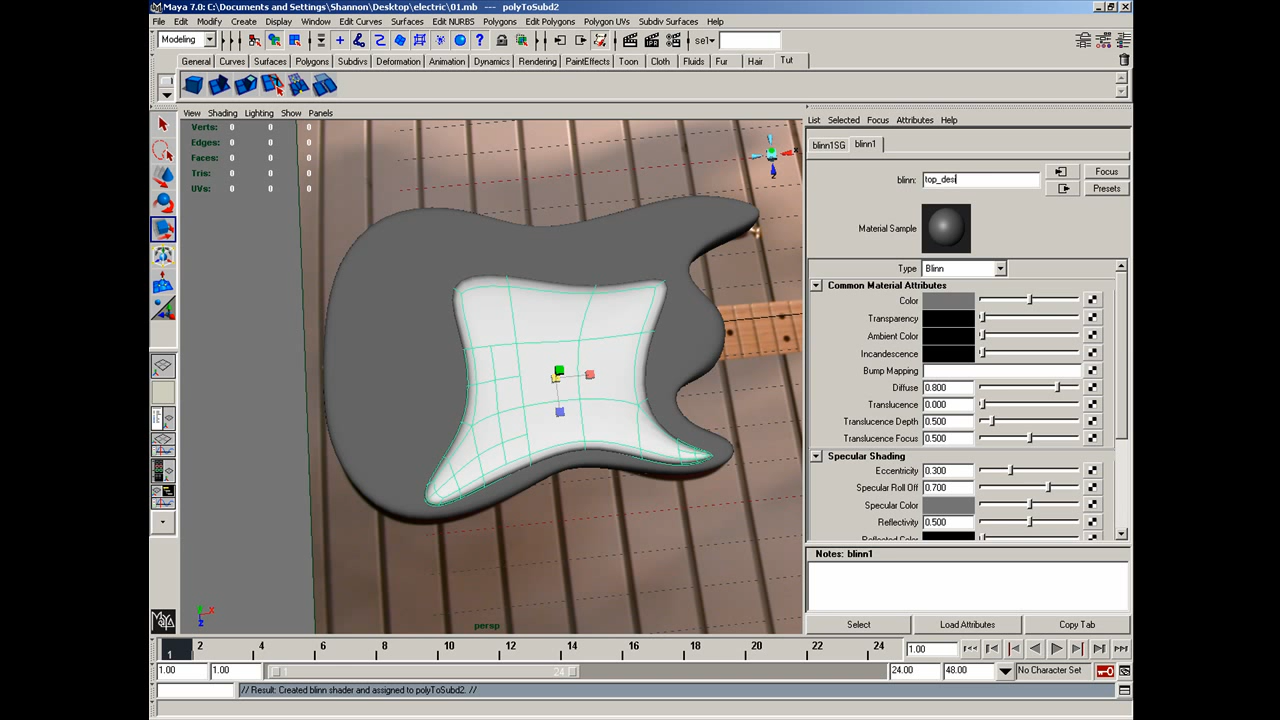 Maya 7.0: C:\Documents and Settings\Shannon\Desktop\electric\01.mb --- polyToSubd2
File Edit Modify Create Display Window Edit Curves Surfaces Edit NURBS Polygons Edit Polygons Polygon UVs Subdiv Surfaces Help
Modeling sel
General Curves Surfaces Polygons Subdivs Deformation Animation Dynamics Rendering PaintEffects Toon Cloth Fluids Fur Hair Tut
View Shading Lighting Show Panels
List Selected Focus Attributes Help
Verts: 0 0 0
Edges: 0 0 0
Faces: 0 0 0
Tris: 0 0 0
UVs: 0 0 0
blinn1SG blinn1
blinn: top_desi
Focus
Presets
Material Sample
Type Blinn
Common Material Attributes
Color
Transparency
Ambient Color
Incandescence
Bump Mapping
Diffuse 0.800
Translucence 0.000
Translucence Depth 0.500
Translucence Focus 0.500
Specular Shading
Eccentricity 0.300
Specular Roll Off 0.700
Specular Color
Reflectivity 0.500
Reflected Color
Notes: blinn1
persp
Select Load Attributes Copy Tab
1 2 4 6 8 10 12 14 16 18 20 22 24 1.00
1.00 1.00 1 24 24.00 48.00 No Character Set
// Result: Created blinn shader and assigned to polyToSubd2. //